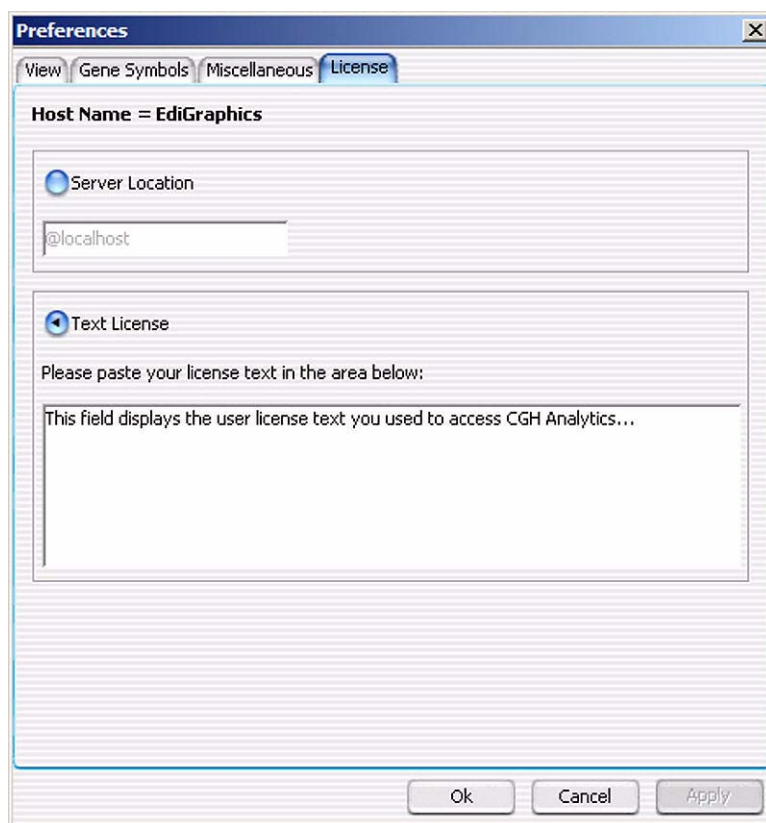 Preferences
View Gene Symbols Miscellaneous License
Host Name = EdiGraphics
Server Location
@localhost
Text License
Please paste your license text in the area below:
This field displays the user license text you used to access CGH Analytics...
Ok Cancel Apply